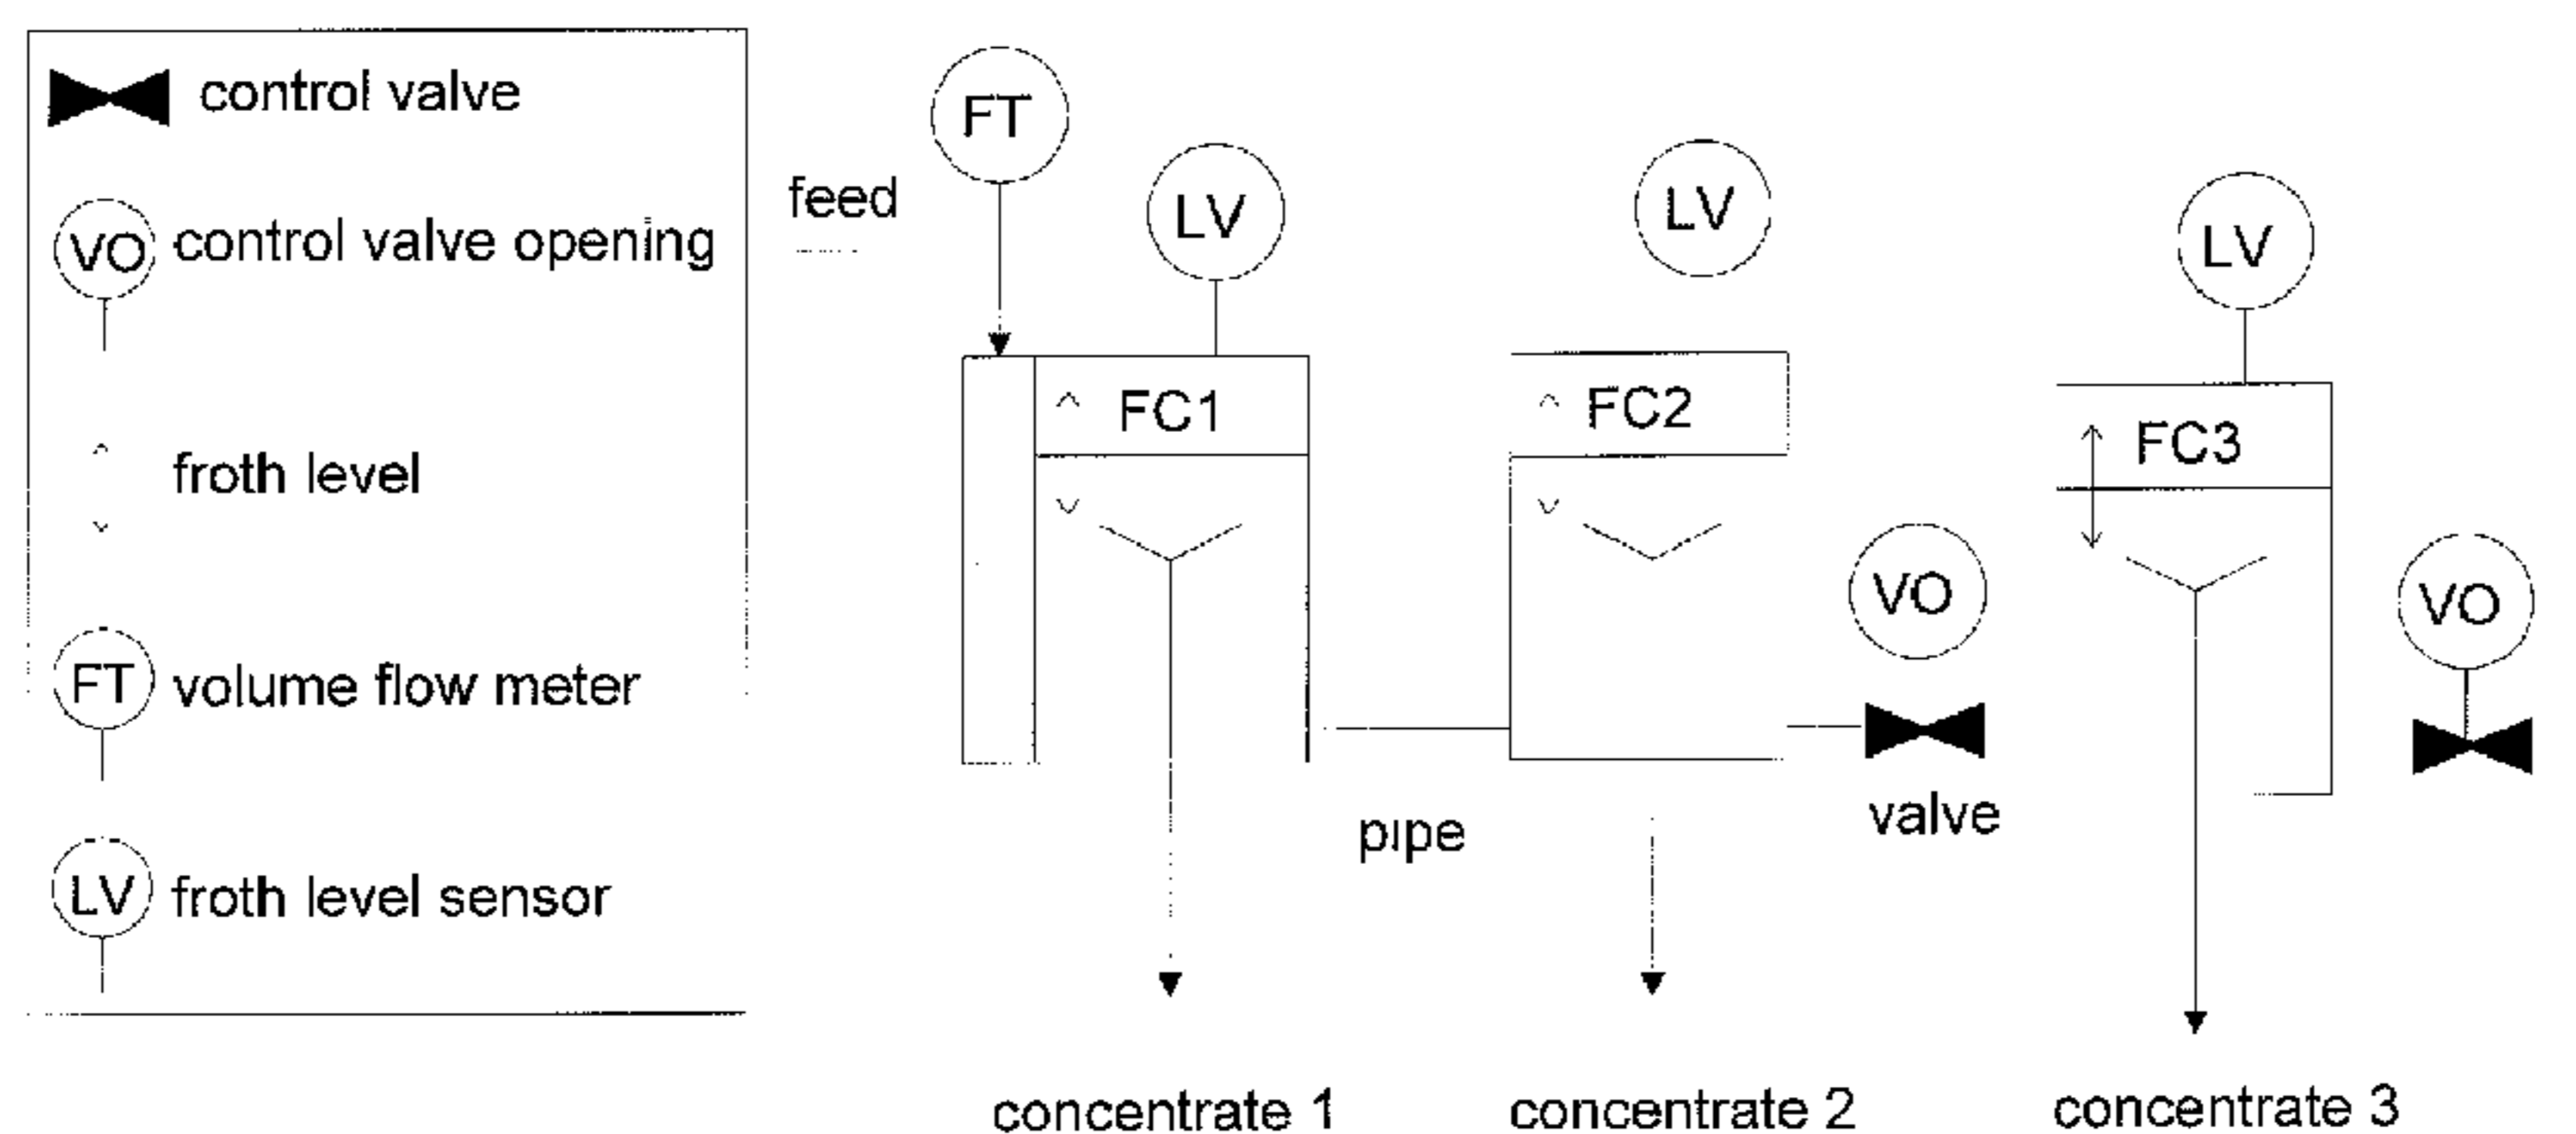 control valve
VO control valve opening
froth level
FT volume flow meter
LV froth level sensor
feed
FT
LV
LV
LV
FC1
FC2
FC3
VO
VO
pipe
valve
concentrate 1
concentrate 2
concentrate 3